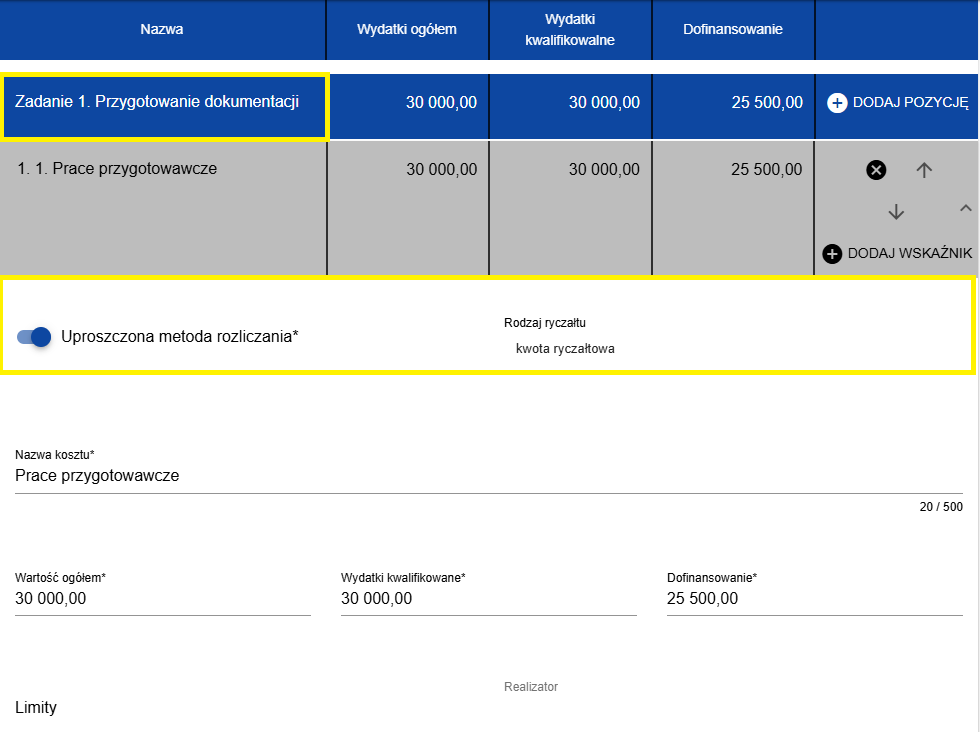 Nazwa
Wydatki ogółem
Wydatki
kwalifikowalne
Dofinansowanie
Zadanie 1. Przygotowanie dokumentacji
30 000,00
30 000,00
25 500,00
DODAJ POZYCJĘ
1. 1. Prace przygotowawcze
30 000,00
30 000,00
25 500,00
DODAJ WSKAŹNIK
Uproszczona metoda rozliczania*
Rodzaj ryczałtu
kwota ryczałtowa
Nazwa kosztu*
Prace przygotowawcze
20 / 500
Wartość ogółem*
Wydatki kwalifikowane*
Dofinansowanie*
30 000,00
30 000,00
25 500,00
Realizator
Limity